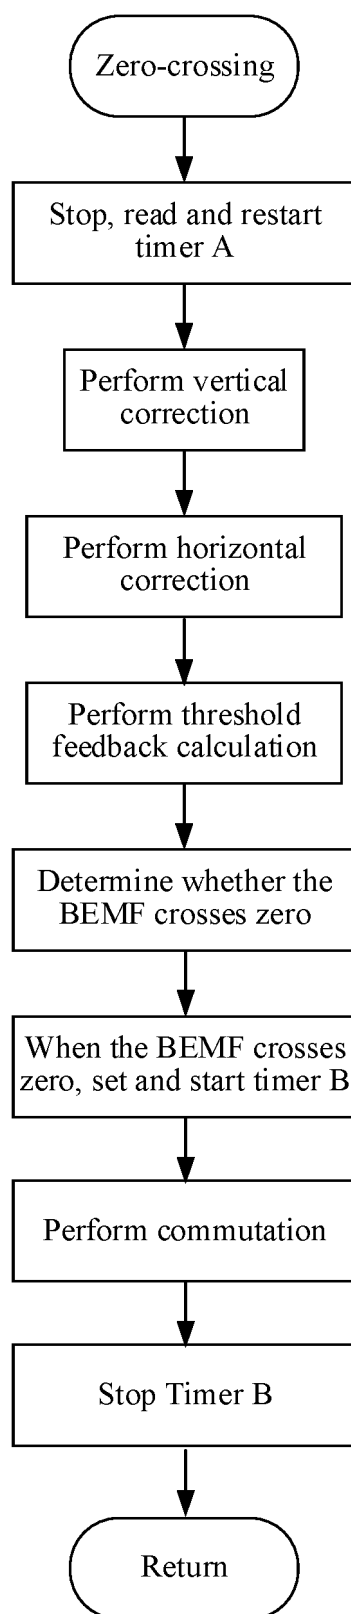 Zero-crossing
Stop, read and restart
timer A
Perform vertical
correction
Perform horizontal
correction
Perform threshold
feedback calculation
Determine whether the
BEMF crosses zero
When the BEMF crosses
zero, set and start timer B
Perform commutation
Stop Timer B
Return